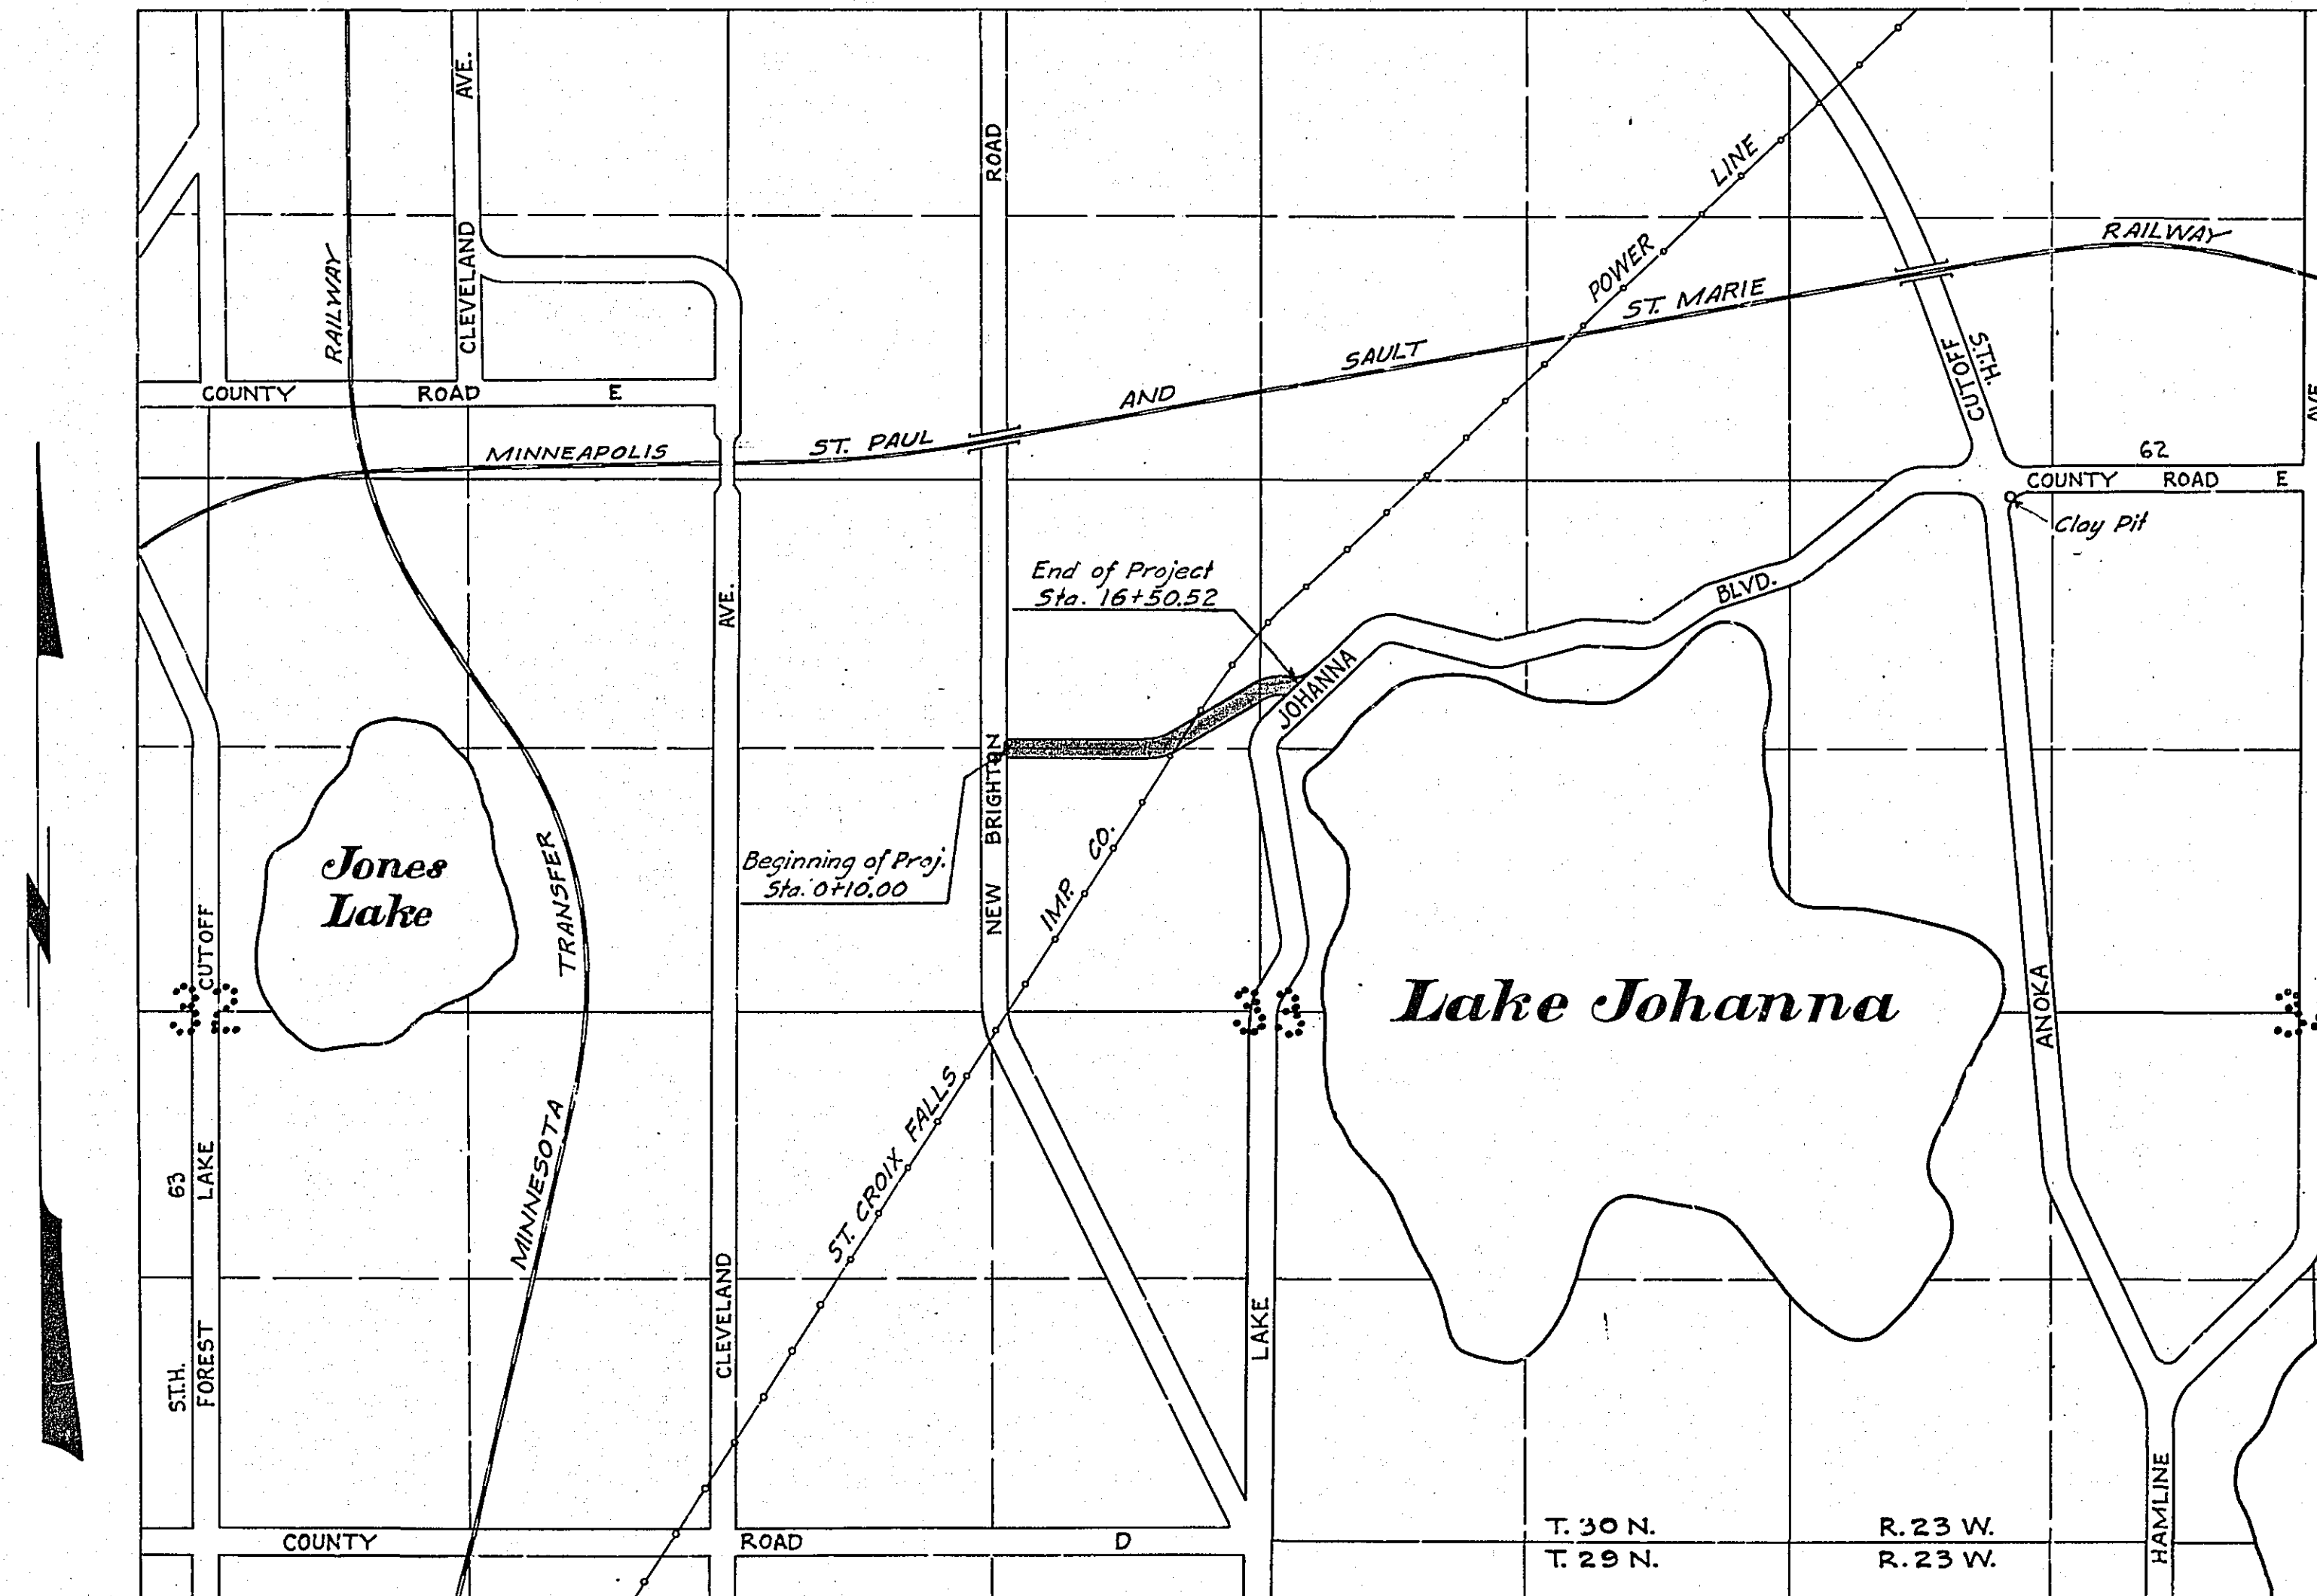 AVE.
ROAD
LINE
POWER
RAILWAY
CLEVELAND
RAILWAY
ST. MARIE
SAULT
AND
ST. PAUL
MINNEAPOLIS
COUNTY ROAD E
CUTOFF
H.T.S.
AVE
62
COUNTY ROAD E
Clay Pit
End of Project
Sta. 16+50.52
BLVD.
JOHANNA
AVE.
NEW BRIGHTON
Beginning of Proj.
Sta. 0+10.00
CO.
IMP.
ST. CROIX FALLS
TRANSFER
MINNESOTA
Jones
Lake
Lake Johanna
CUTOFF
LAKE
FOREST
63
S.T.H.
CLEVELAND
LAKE
ANOKA
HAMLINE
COUNTY ROAD D
T. 30 N. R. 23 W.
T. 29 N. R. 23 W.